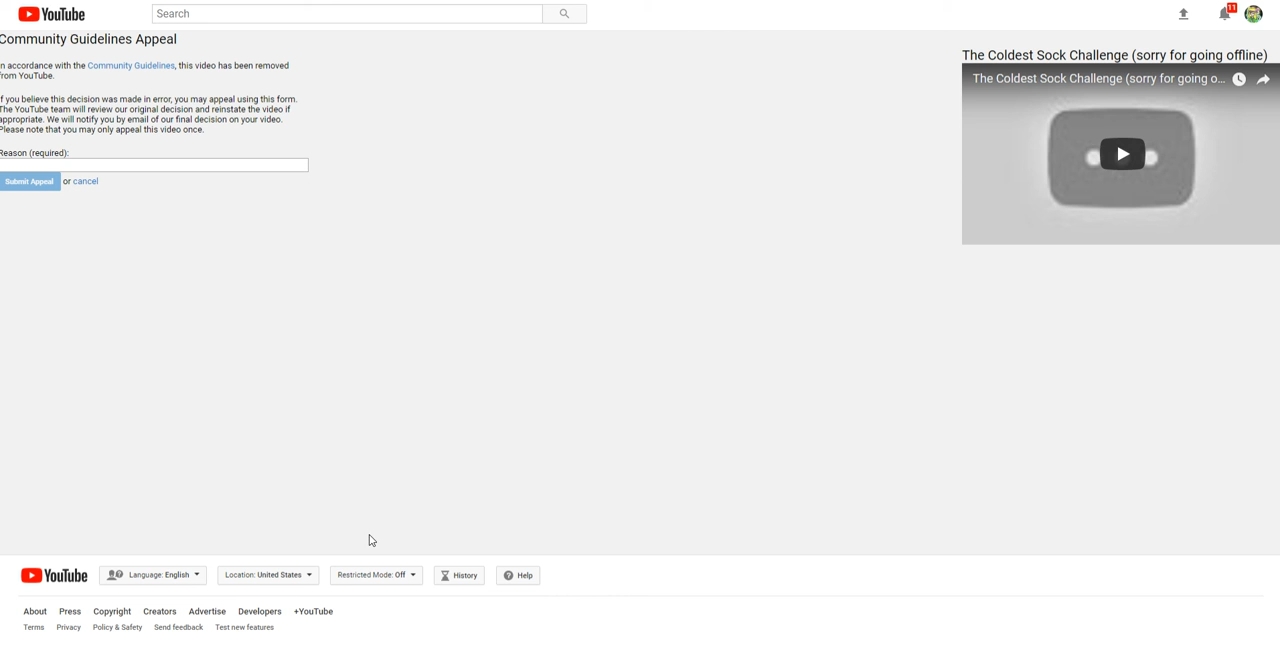 YouTube
Search
11
Community Guidelines Appeal
The Coldest Sock Challenge (sorry for going offline)
The Coldest Sock Challenge (sorry for going o...
n accordance with the Community Guidelines, this video has been removed
from YouTube.
f you believe this decision was made in error, you may appeal using this form.
The YouTube team will review our original decision and reinstate the video if
appropriate. We will notify you by email of our final decision on your video.
Please note that you may only appeal this video once.
Reason (required):
Submit Appeal or cancel
YouTube Language: English Location: United States Restricted Mode: Off History Help
About Press Copyright Creators Advertise Developers +YouTube
Terms Privacy Policy & Safety Send feedback Test new features